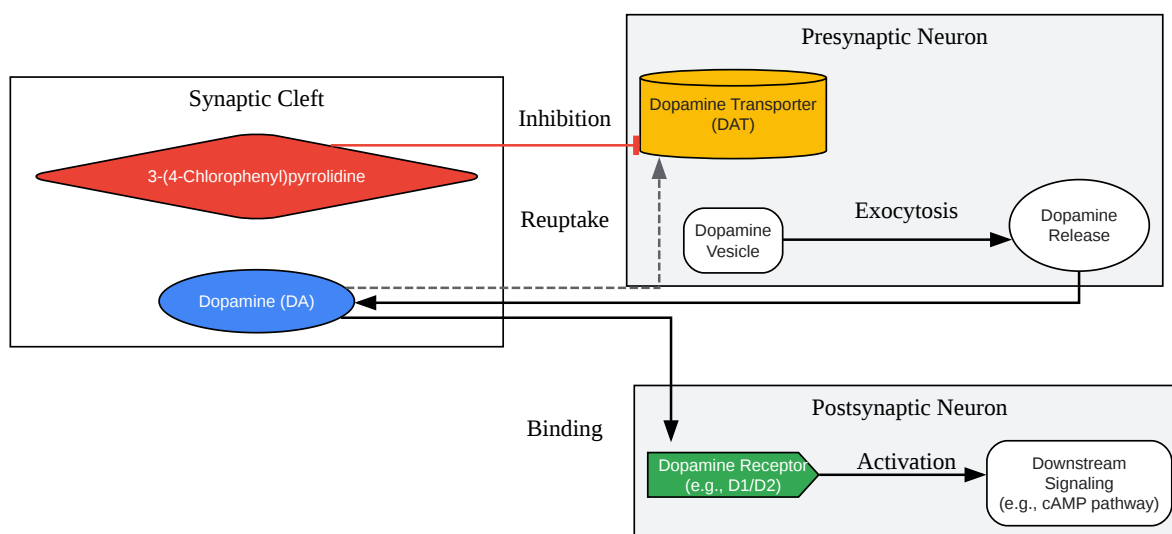 Presynaptic Neuron
Synaptic Cleft
Dopamine Transporter
(DAT)
Inhibition
3-(4-Chlorophenyl)pyrrolidine
Reuptake
Dopamine
Vesicle
Exocytosis
Dopamine
Release
Dopamine (DA)
Postsynaptic Neuron
Binding
Dopamine Receptor
(e.g., D1/D2)
Activation
Downstream
Signaling
(e.g., cAMP pathway)